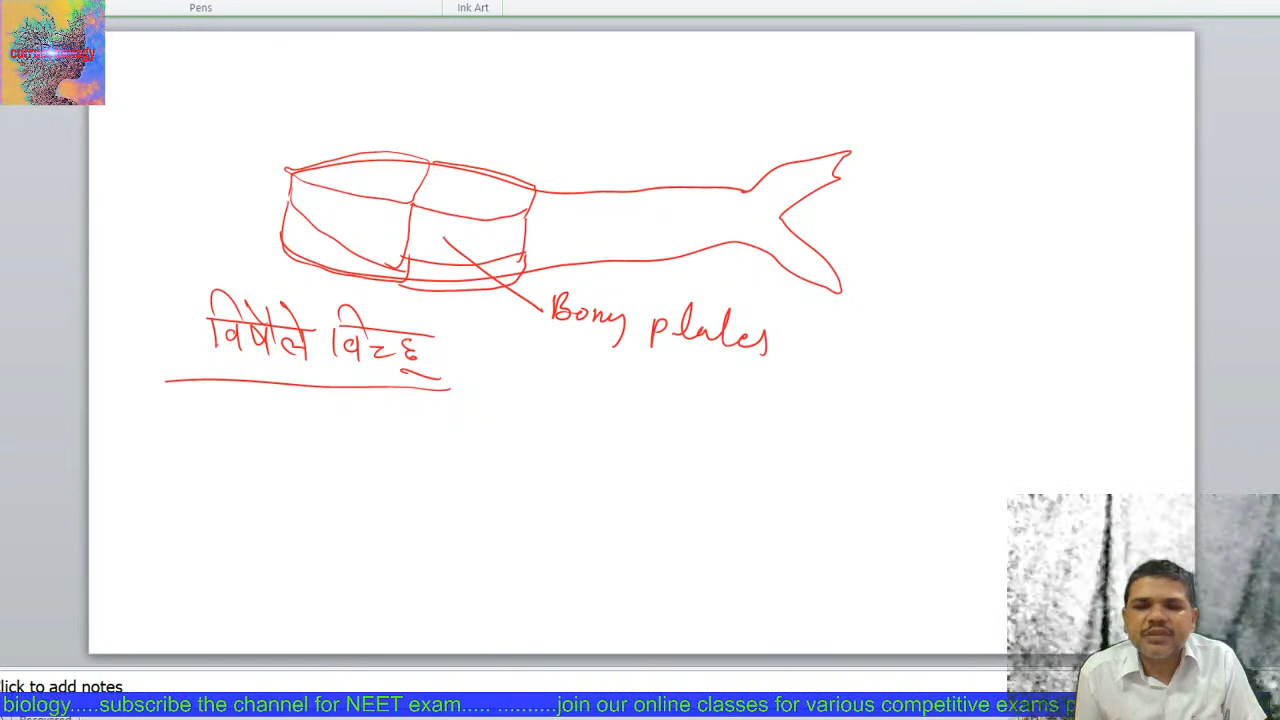 Pens
Ink Art
Bony plates
विषैले
lick to add notes
biology.....subscribe the channel for NEET exam..... ..........join our online classes for various competitive exams p